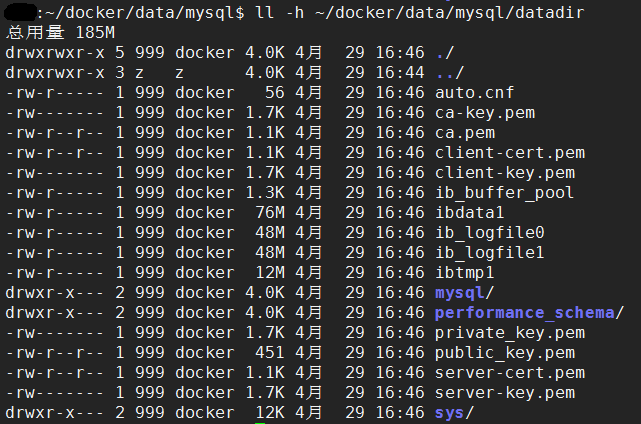 :~/docker/data/mysql$ ll -h ~/docker/data/mysql/datadir
总用量 185M
drwxrwxr-x 5 999 docker 4.0K 4月  29 16:46 ./
drwxrwxr-x 3 z   z      4.0K 4月  29 16:44 ../
-rw-r----- 1 999 docker   56 4月  29 16:46 auto.cnf
-rw------- 1 999 docker 1.7K 4月  29 16:46 ca-key.pem
-rw-r--r-- 1 999 docker 1.1K 4月  29 16:46 ca.pem
-rw-r--r-- 1 999 docker 1.1K 4月  29 16:46 client-cert.pem
-rw------- 1 999 docker 1.7K 4月  29 16:46 client-key.pem
-rw-r----- 1 999 docker 1.3K 4月  29 16:46 ib_buffer_pool
-rw-r----- 1 999 docker  76M 4月  29 16:46 ibdata1
-rw-r----- 1 999 docker  48M 4月  29 16:46 ib_logfile0
-rw-r----- 1 999 docker  48M 4月  29 16:46 ib_logfile1
-rw-r----- 1 999 docker  12M 4月  29 16:46 ibtmp1
drwxr-x--- 2 999 docker 4.0K 4月  29 16:46 mysql/
drwxr-x--- 2 999 docker 4.0K 4月  29 16:46 performance_schema/
-rw------- 1 999 docker 1.7K 4月  29 16:46 private_key.pem
-rw-r--r-- 1 999 docker  451 4月  29 16:46 public_key.pem
-rw-r--r-- 1 999 docker 1.1K 4月  29 16:46 server-cert.pem
-rw------- 1 999 docker 1.7K 4月  29 16:46 server-key.pem
drwxr-x--- 2 999 docker  12K 4月  29 16:46 sys/